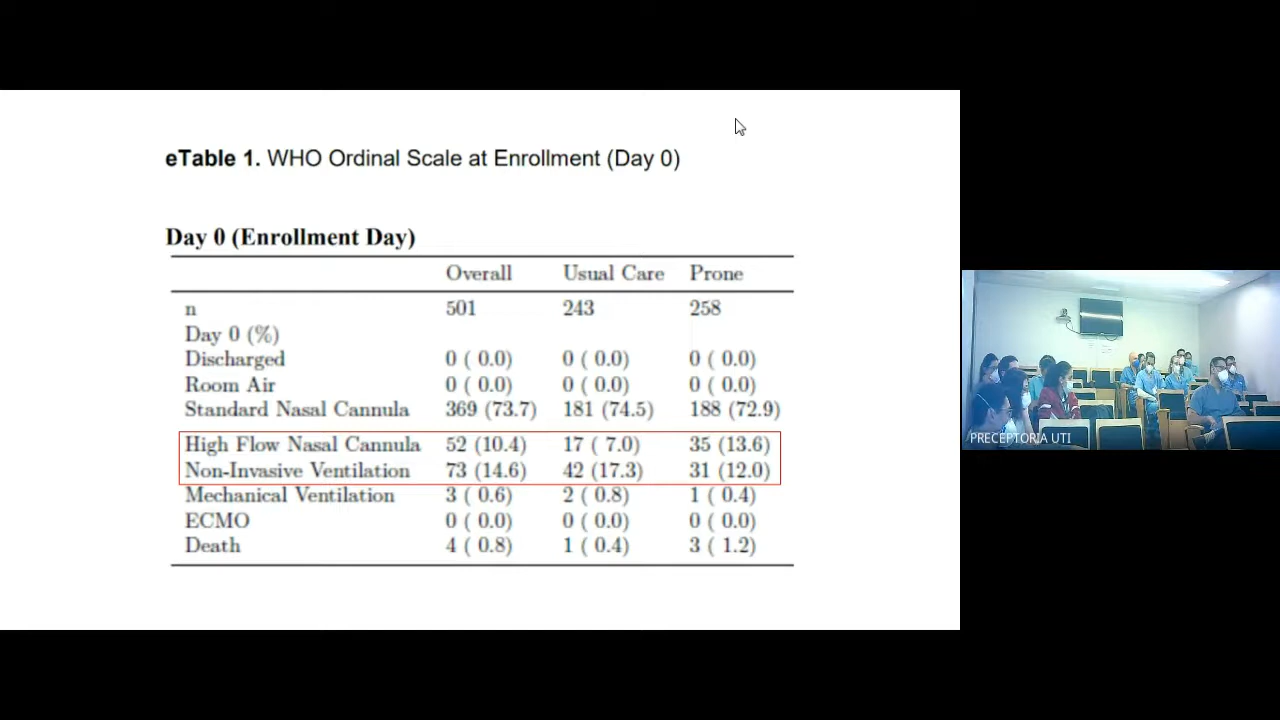 eTable 1. WHO Ordinal Scale at Enrollment (Day 0)
Day 0 (Enrollment Day)
Overall Usual Care Prone
n 501 243 258
Day 0 (%)
Discharged 0 ( 0.0) 0 ( 0.0) 0 ( 0.0)
Room Air 0 ( 0.0) 0 ( 0.0) 0 ( 0.0)
Standard Nasal Cannula 369 (73.7) 181 (74.5) 188 (72.9)
High Flow Nasal Cannula 52 (10.4) 17 ( 7.0) 35 (13.6)
Non-Invasive Ventilation 73 (14.6) 42 (17.3) 31 (12.0)
Mechanical Ventilation 3 ( 0.6) 2 ( 0.8) 1 ( 0.4)
ECMO 0 ( 0.0) 0 ( 0.0) 0 ( 0.0)
Death 4 ( 0.8) 1 ( 0.4) 3 ( 1.2)
PRECEPTORIA UTI